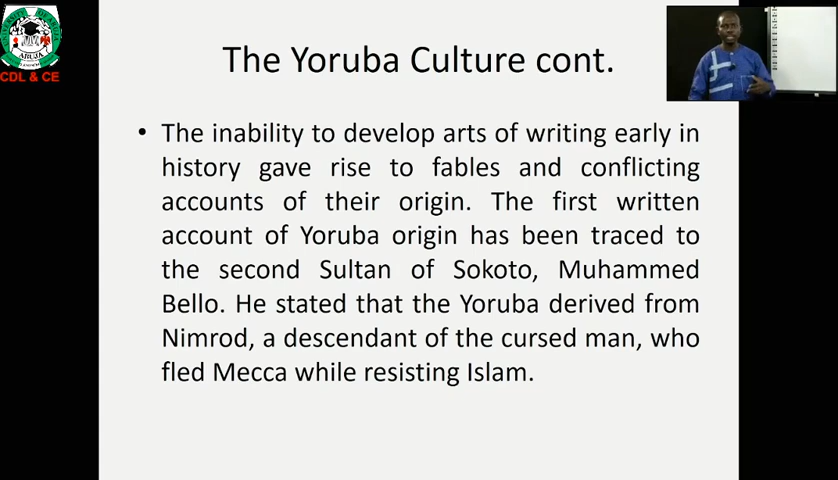 The Yoruba Culture cont.
ABUJA
CDL & CE
• The inability to develop arts of writing early in
history gave rise to fables and conflicting
accounts of their origin. The first written
account of Yoruba origin has been traced to
the second Sultan of Sokoto, Muhammed
Bello. He stated that the Yoruba derived from
Nimrod, a descendant of the cursed man, who
fled Mecca while resisting Islam.